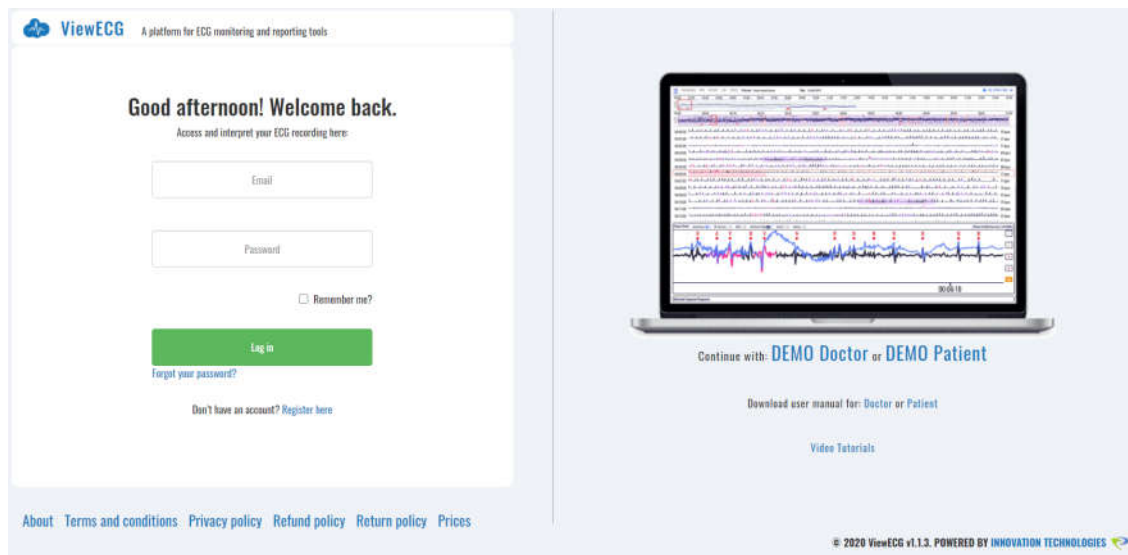 ViewECG A platform for ECG monitoring and reporting tools
Good afternoon! Welcome back.
Access and interpret your ECG recording here:
Email
Password
Remember me?
Log in
Forgot your password?
Don't have an account? Register here
00:06:10
Continue with: DEMO Doctor or DEMO Patient
Download user manual for: Doctor or Patient
Video Tutorials
About Terms and conditions Privacy policy Refund policy Return policy Prices
© 2020 ViewECG v1.1.3. POWERED BY INNOVATION TECHNOLOGIES